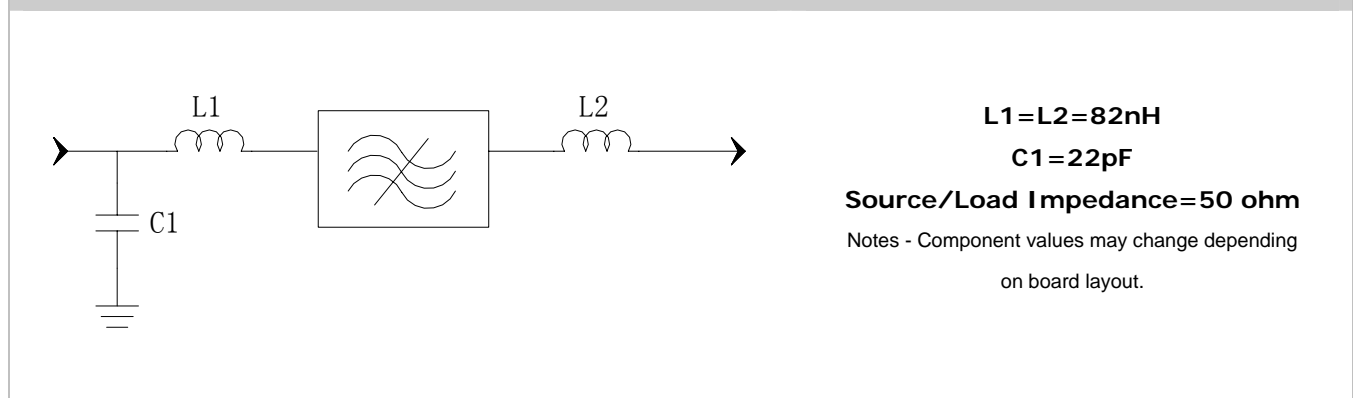 L1
L2
C1
L1=L2=82nH
C1=22pF
Source/Load Impedance=50 ohm
Notes - Component values may change depending
on board layout.